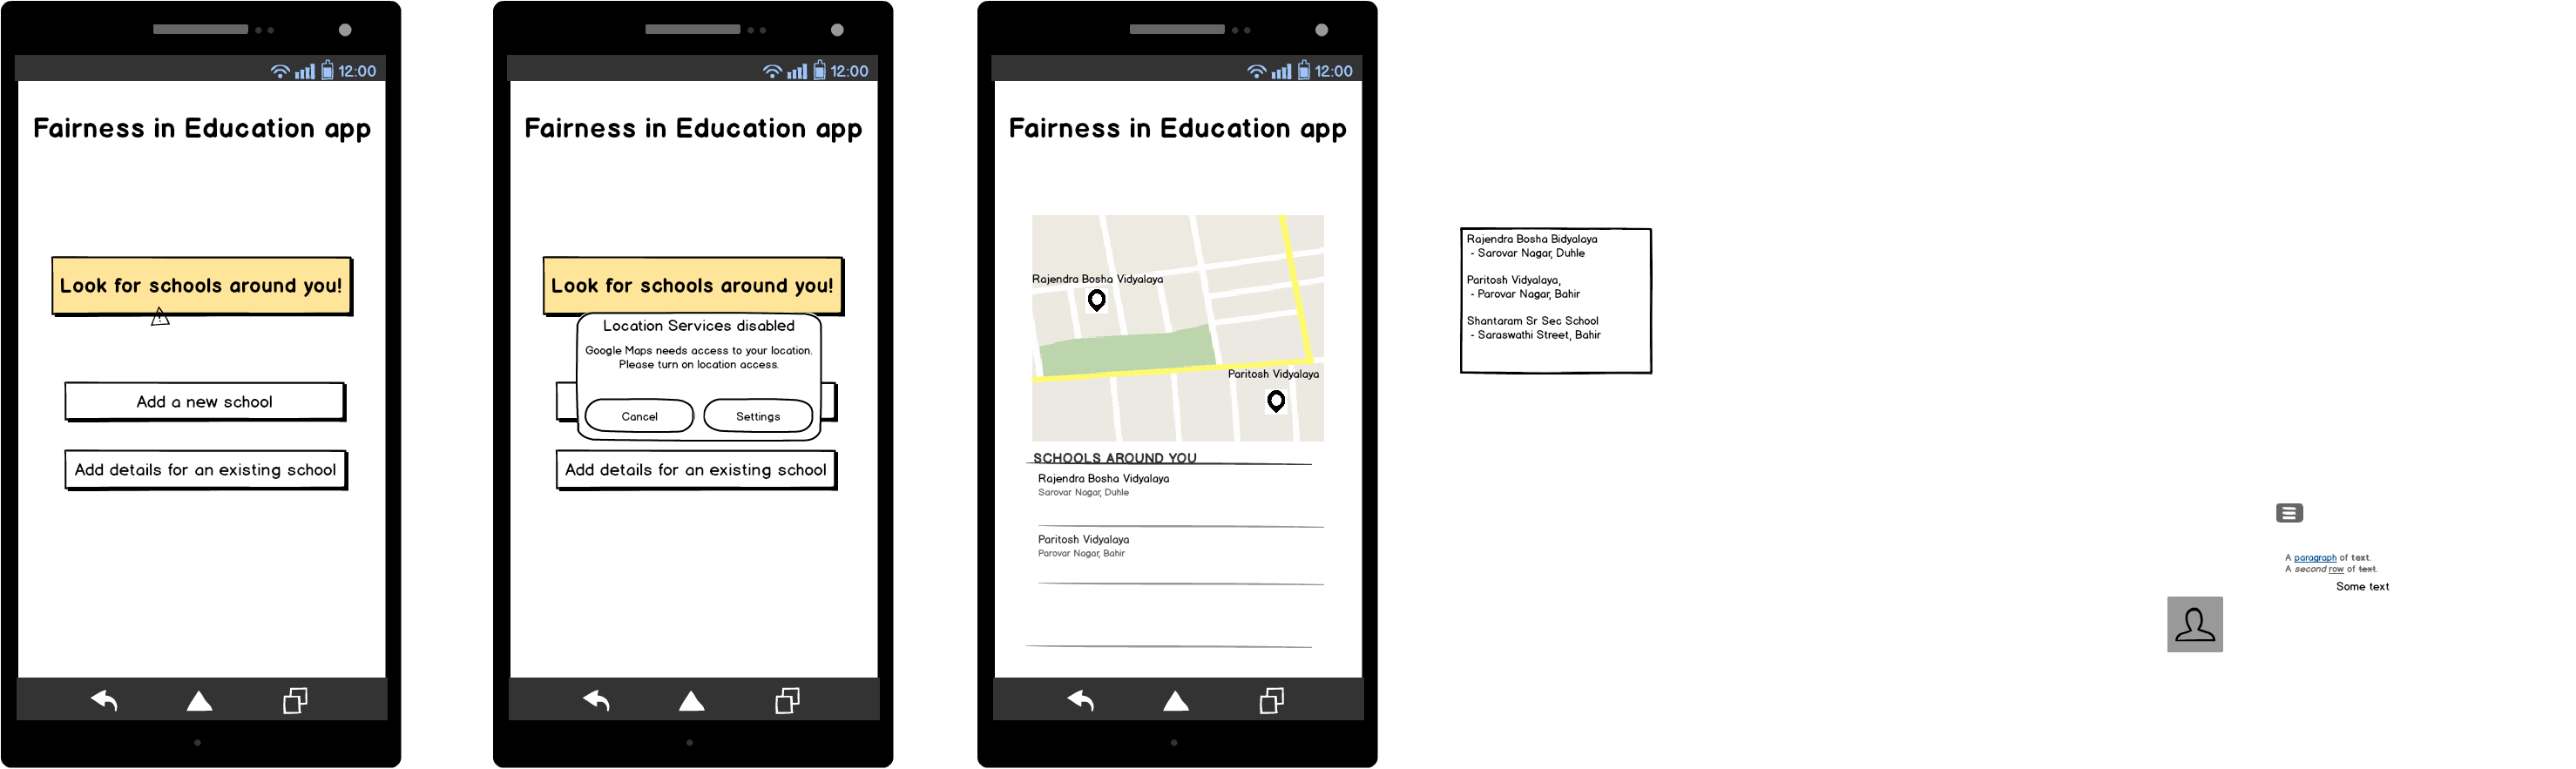 12:00
Fairness in Education app
Look for schools around you!
Add a new school
Add details for an existing school
12:00
Fairness in Education app
Look for schools around you!
Location Services disabled
Google Maps needs access to your location.
Please turn on location access.
Cancel
Settings
Add details for an existing school
12:00
Fairness in Education app
Rajendra Bosha Vidyalaya
Paritosh Vidyalaya
SCHOOLS AROUND YOU
Rajendra Bosha Vidyalaya
Sarovar Nagar, Duhle
Paritosh Vidyalaya
Parovar Nagar, Bahir
Rajendra Bosha Bidyalaya
- Sarovar Nagar, Duhle
Paritosh Vidyalaya,
- Parovar Nagar, Bahir
Shantaram Sr Sec School
- Saraswathi Street, Bahir
A paragraph of text.
A second row of text.
Some text